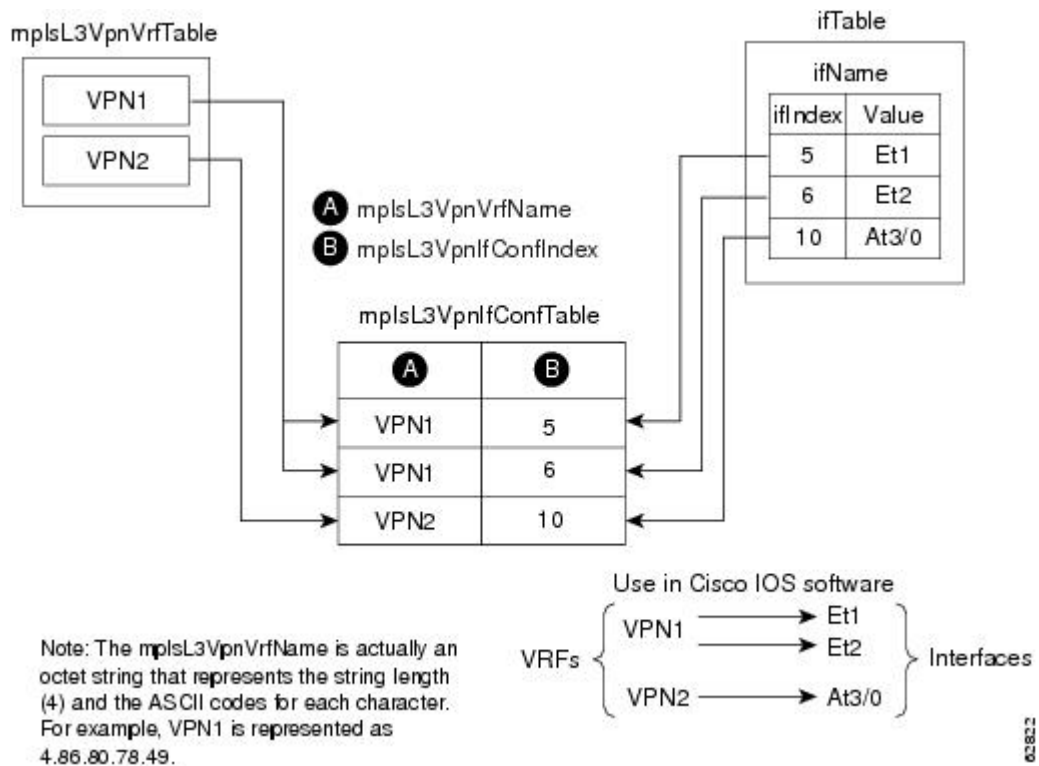 mplsL3VpnVrfTable
VPN1
VPN2
ifTable
ifName
ifIndex Value
5 Et1
6 Et2
10 At3/0
A mplsL3VpnVrfName
B mplsL3VpnIfConfIndex
mplsL3VpnIfConfTable
A B
VPN1 5
VPN1 6
VPN2 10
Note: The mplsL3VpnVrfName is actually an
octet string that represents the string length
(4) and the ASCII codes for each character.
For example, VPN1 is represented as
4.86.80.78.49.
Use in Cisco IOS software
VRFs
VPN1 Et1
Et2
VPN2 At3/0
Interfaces
62822